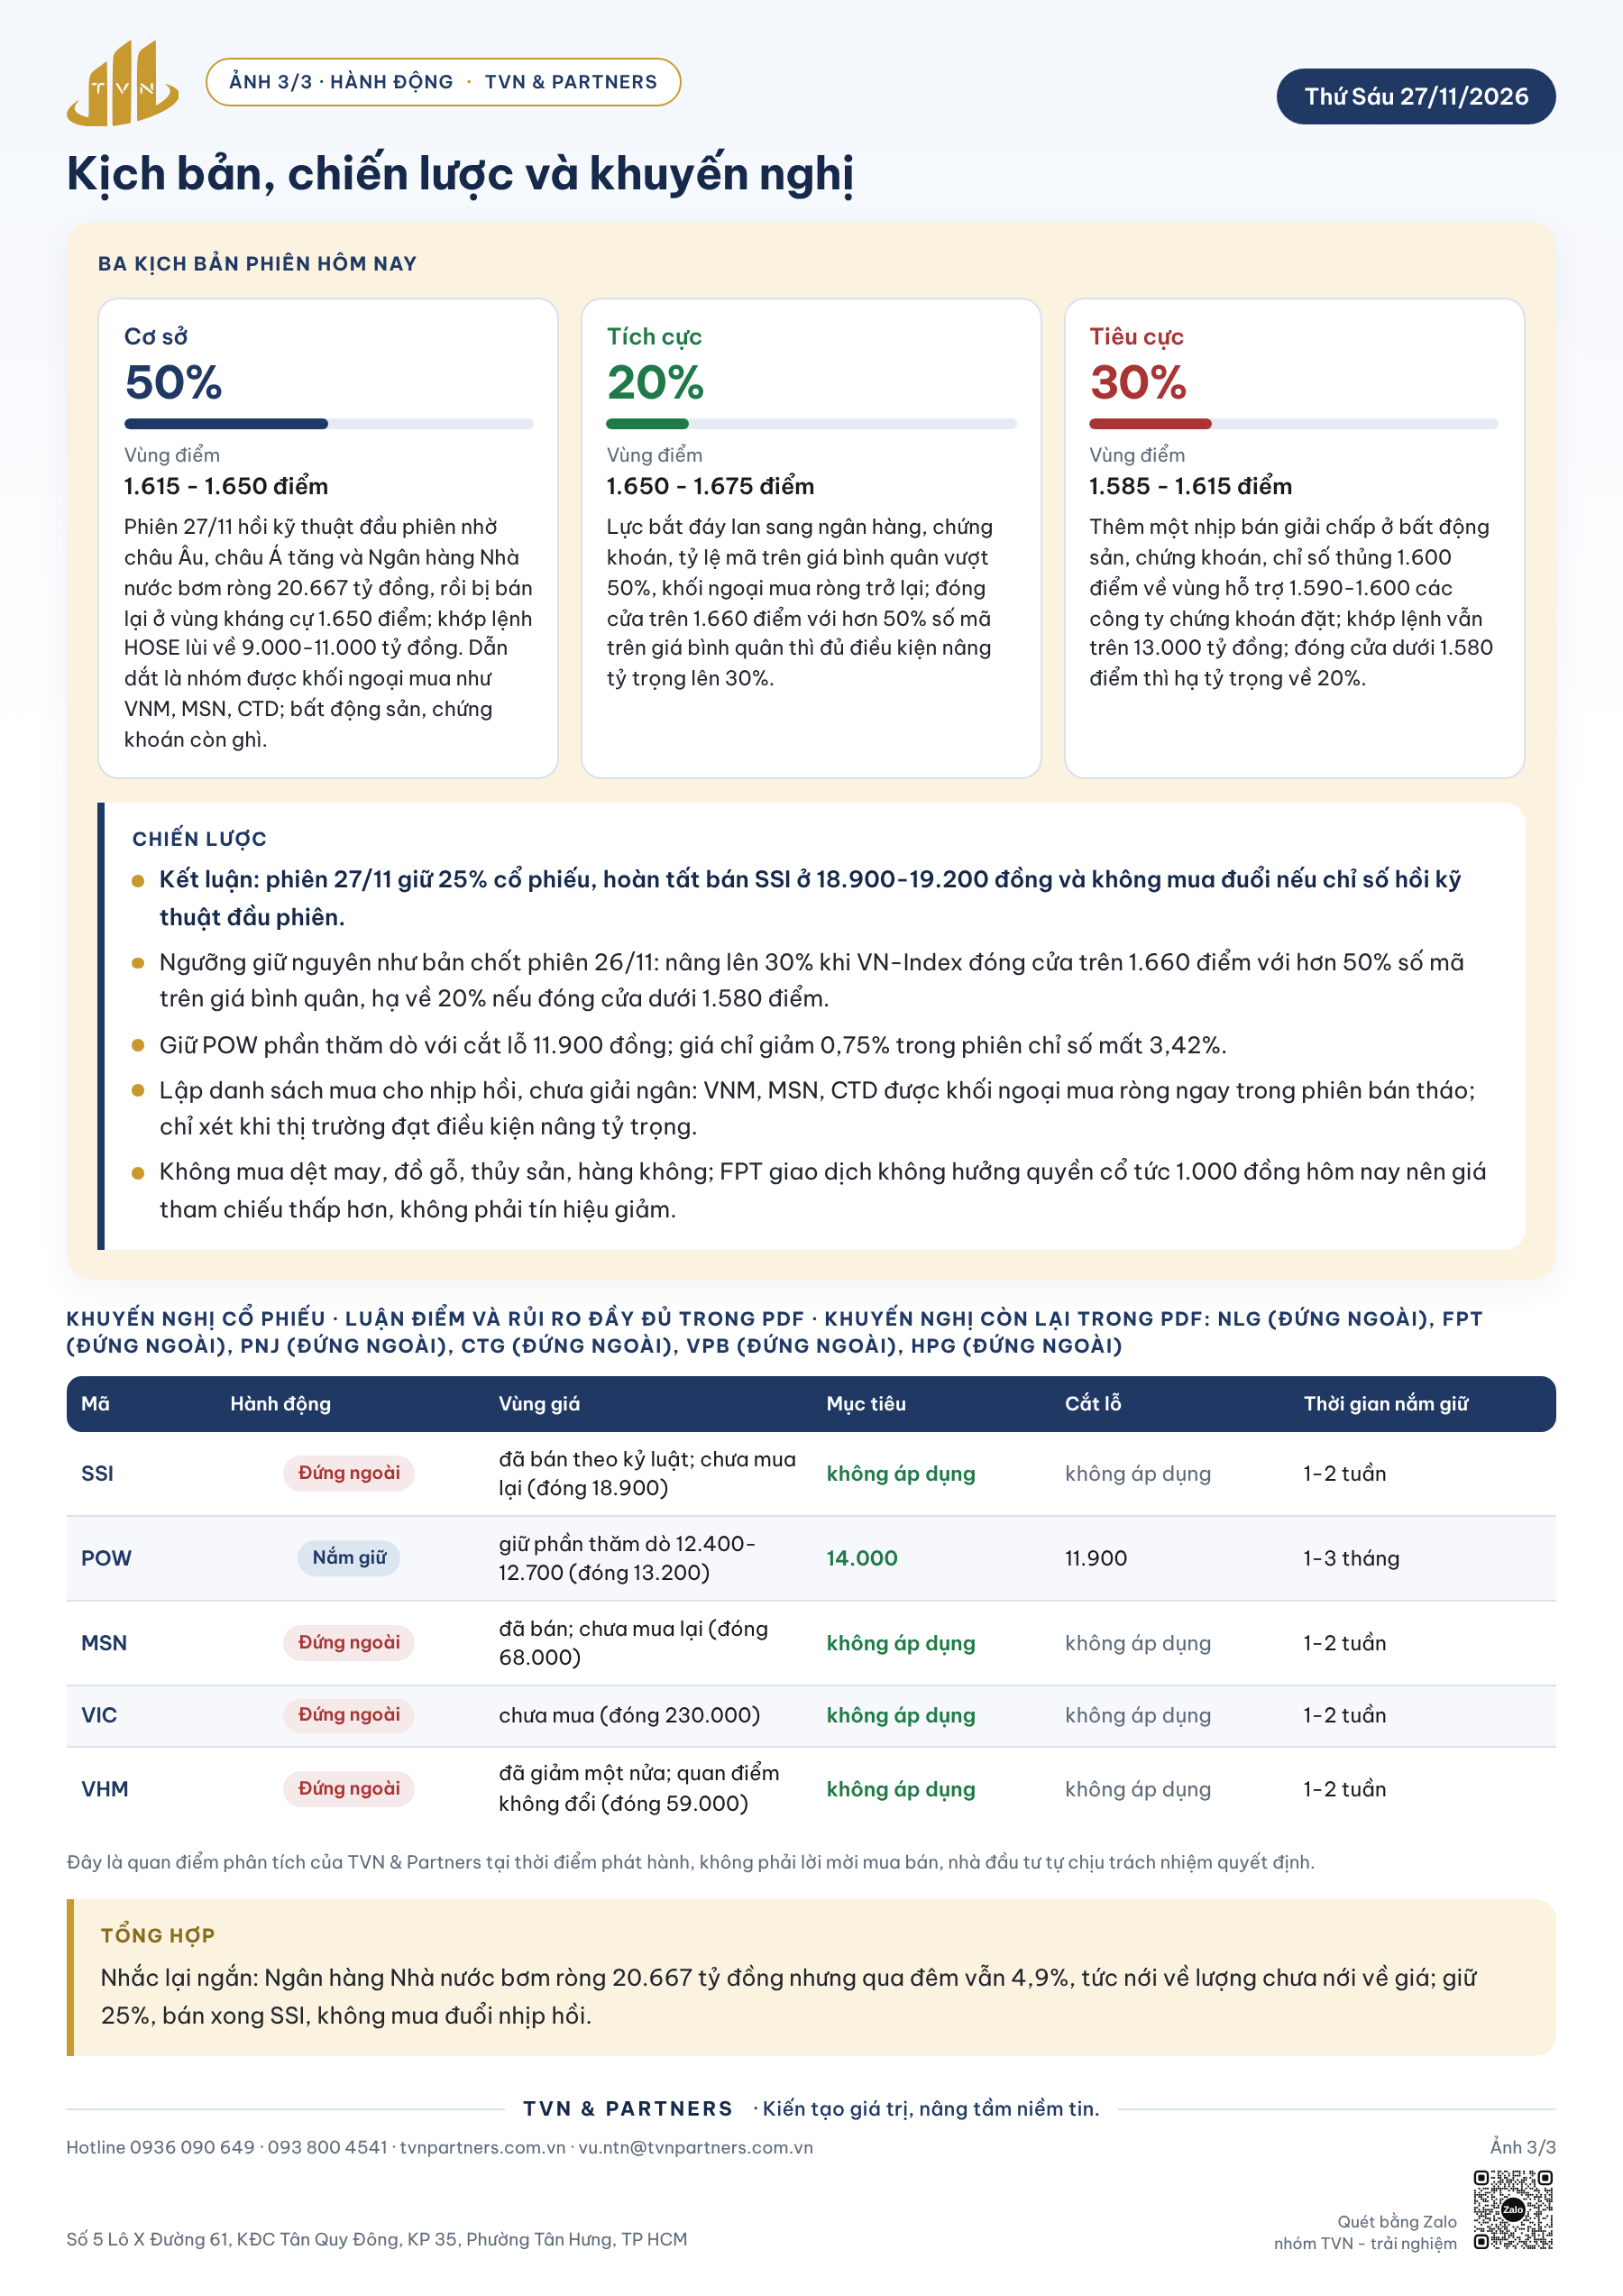 TVN
ẢNH 3/3 · HÀNH ĐỘNG · TVN & PARTNERS
Thứ Sáu 27/11/2026
Kịch bản, chiến lược và khuyến nghị
BA KỊCH BẢN PHIÊN HÔM NAY
Cơ sở
50%
Vùng điểm
1.615 - 1.650 điểm
Phiên 27/11 hồi kỹ thuật đầu phiên nhờ
châu Âu, châu Á tăng và Ngân hàng Nhà
nước bơm ròng 20.667 tỷ đồng, rồi bị bán
lại ở vùng kháng cự 1.650 điểm; khớp lệnh
HOSE lùi về 9.000-11.000 tỷ đồng. Dẫn
dắt là nhóm được khối ngoại mua như
VNM, MSN, CTD; bất động sản, chứng
khoán còn ghì.
Tích cực
20%
Vùng điểm
1.650 - 1.675 điểm
Lực bắt đáy lan sang ngân hàng, chứng
khoán, tỷ lệ mã trên giá bình quân vượt
50%, khối ngoại mua ròng trở lại; đóng
cửa trên 1.660 điểm với hơn 50% số mã
trên giá bình quân thì đủ điều kiện nâng
tỷ trọng lên 30%.
Tiêu cực
30%
Vùng điểm
1.585 - 1.615 điểm
Thêm một nhịp bán giải chấp ở bất động
sản, chứng khoán, chỉ số thủng 1.600
điểm về vùng hỗ trợ 1.590-1.600 các
công ty chứng khoán đặt; khớp lệnh vẫn
trên 13.000 tỷ đồng; đóng cửa dưới 1.580
điểm thì hạ tỷ trọng về 20%.
CHIẾN LƯỢC
Kết luận: phiên 27/11 giữ 25% cổ phiếu, hoàn tất bán SSI ở 18.900-19.200 đồng và không mua đuổi nếu chỉ số hồi kỹ
thuật đầu phiên.
Ngưỡng giữ nguyên như bản chốt phiên 26/11: nâng lên 30% khi VN-Index đóng cửa trên 1.660 điểm với hơn 50% số mã
trên giá bình quân, hạ về 20% nếu đóng cửa dưới 1.580 điểm.
Giữ POW phần thăm dò với cắt lỗ 11.900 đồng; giá chỉ giảm 0,75% trong phiên chỉ số mất 3,42%.
Lập danh sách mua cho nhịp hồi, chưa giải ngân: VNM, MSN, CTD được khối ngoại mua ròng ngay trong phiên bán tháo;
chỉ xét khi thị trường đạt điều kiện nâng tỷ trọng.
Không mua dệt may, đồ gỗ, thủy sản, hàng không; FPT giao dịch không hưởng quyền cổ tức 1.000 đồng hôm nay nên giá
tham chiếu thấp hơn, không phải tín hiệu giảm.
KHUYẾN NGHỊ CỔ PHIẾU · LUẬN ĐIỂM VÀ RỦI RO ĐẦY ĐỦ TRONG PDF · KHUYẾN NGHỊ CÒN LẠI TRONG PDF: NLG (ĐỨNG NGOÀI), FPT
(ĐỨNG NGOÀI), PNJ (ĐỨNG NGOÀI), CTG (ĐỨNG NGOÀI), VPB (ĐỨNG NGOÀI), HPG (ĐỨNG NGOÀI)
Mã Hành động Vùng giá Mục tiêu Cắt lỗ Thời gian nắm giữ
SSI Đứng ngoài đã bán theo kỷ luật; chưa mua
lại (đóng 18.900) không áp dụng không áp dụng 1-2 tuần
POW Nắm giữ giữ phần thăm dò 12.400-
12.700 (đóng 13.200) 14.000 11.900 1-3 tháng
MSN Đứng ngoài đã bán; chưa mua lại (đóng
68.000) không áp dụng không áp dụng 1-2 tuần
VIC Đứng ngoài chưa mua (đóng 230.000) không áp dụng không áp dụng 1-2 tuần
VHM Đứng ngoài đã giảm một nửa; quan điểm
không đổi (đóng 59.000) không áp dụng không áp dụng 1-2 tuần
Đây là quan điểm phân tích của TVN & Partners tại thời điểm phát hành, không phải lời mời mua bán, nhà đầu tư tự chịu trách nhiệm quyết định.
TỔNG HỢP
Nhắc lại ngắn: Ngân hàng Nhà nước bơm ròng 20.667 tỷ đồng nhưng qua đêm vẫn 4,9%, tức nới về lượng chưa nới về giá; giữ
25%, bán xong SSI, không mua đuổi nhịp hồi.
TVN & PARTNERS · Kiến tạo giá trị, nâng tầm niềm tin.
Hotline 0936 090 649 · 093 800 4541 · tvnpartners.com.vn · vu.ntn@tvnpartners.com.vn
Ảnh 3/3
Zalo
Quét bằng Zalo
nhóm TVN - trải nghiệm
Số 5 Lô X Đường 61, KĐC Tân Quy Đông, KP 35, Phường Tân Hưng, TP HCM